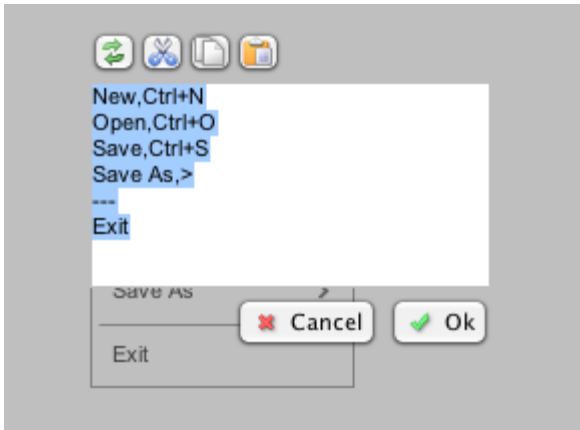 New,Ctrl+N
Open,Ctrl+O
Save,Ctrl+S
Save As,>
---
Exit
Save As >
Cancel Ok
Exit